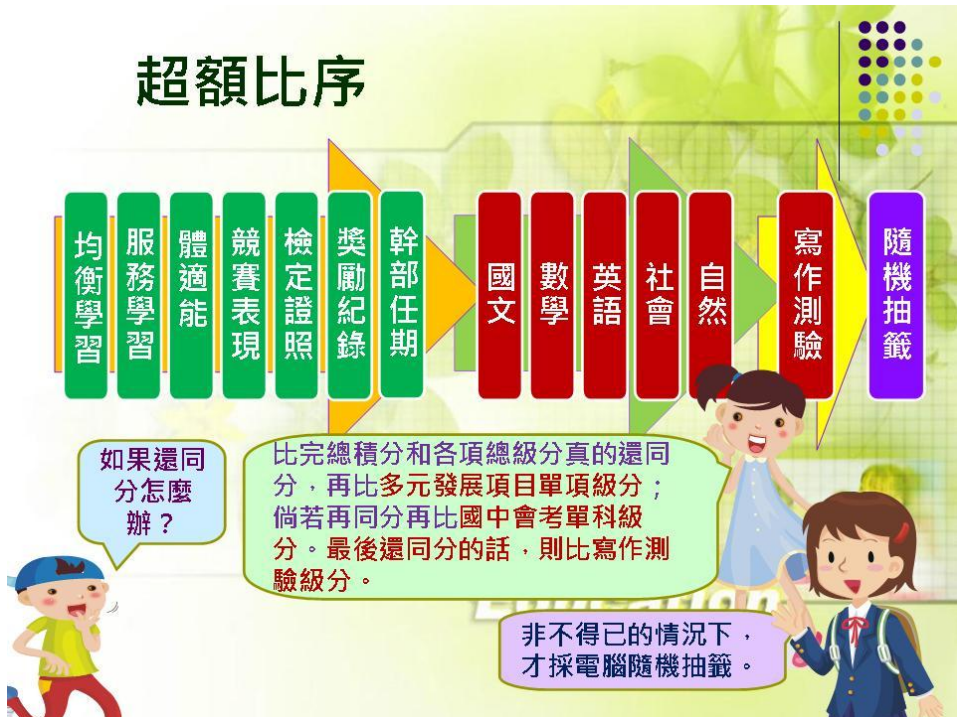 超額比序
均衡學習
服務學習
體適能
競賽表現
檢定證照
獎勵紀錄
幹部任期
國文
數學
英語
社會
自然
寫作測驗
隨機抽籤
如果還同
分怎麼
辦？
比完總積分和各項總級分真的還同
分，再比多元發展項目單項級分；
倘若再同分再比國中會考單科級
分。最後還同分的話，則比寫作測
驗級分。
Education
非不得已的情況下，
才採電腦隨機抽籤。